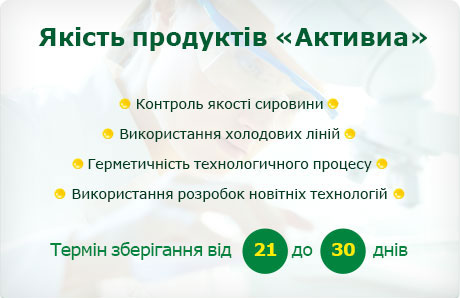 Якість продуктів «Активиа»
Контроль якості сировини
Використання холодових ліній
Герметичність технологичного процесу
Використання розробок новітніх технологій
Термін зберігання від 21 до 30 днів